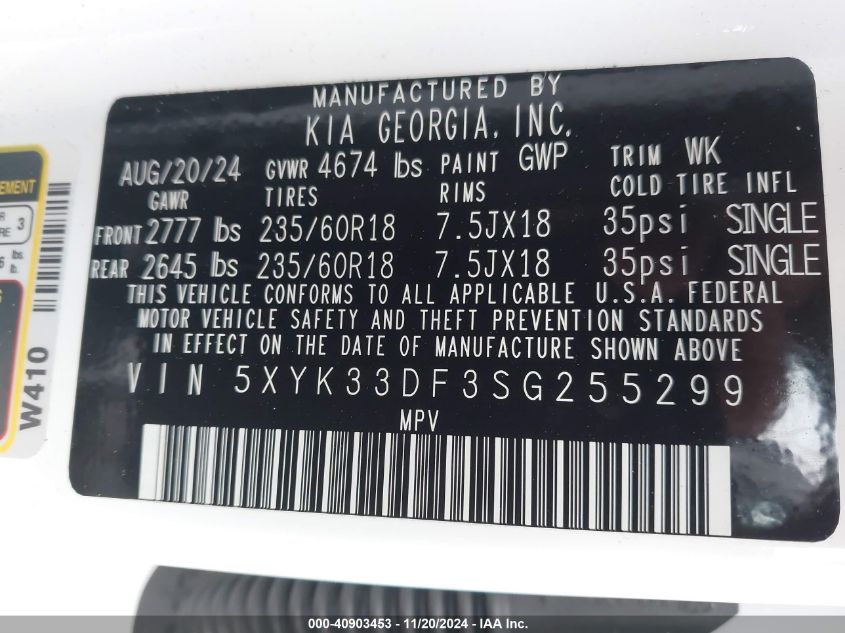 MANUFACTURED BY
KIA GEORGIA, INC.
AUG/20/24 GVWR 4674 lbs PAINT GWP TRIM WK
GAWR TIRES RIMS COLD TIRE INFL
FRONT 2777 lbs 235/60R18 7.5JX18 35psi SINGLE
REAR 2645 lbs 235/60R18 7.5JX18 35psi SINGLE
THIS VEHICLE CONFORMS TO ALL APPLICABLE U.S.A. FEDERAL
MOTOR VEHICLE SAFETY AND THEFT PREVENTION STANDARDS
IN EFFECT ON THE DATE OF MANUFACTURE SHOWN ABOVE
VIN 5XYK33DF3SG255299
MPV
W410
3
lbs.
000-40903453 - 11/20/2024 - IAAI Inc.